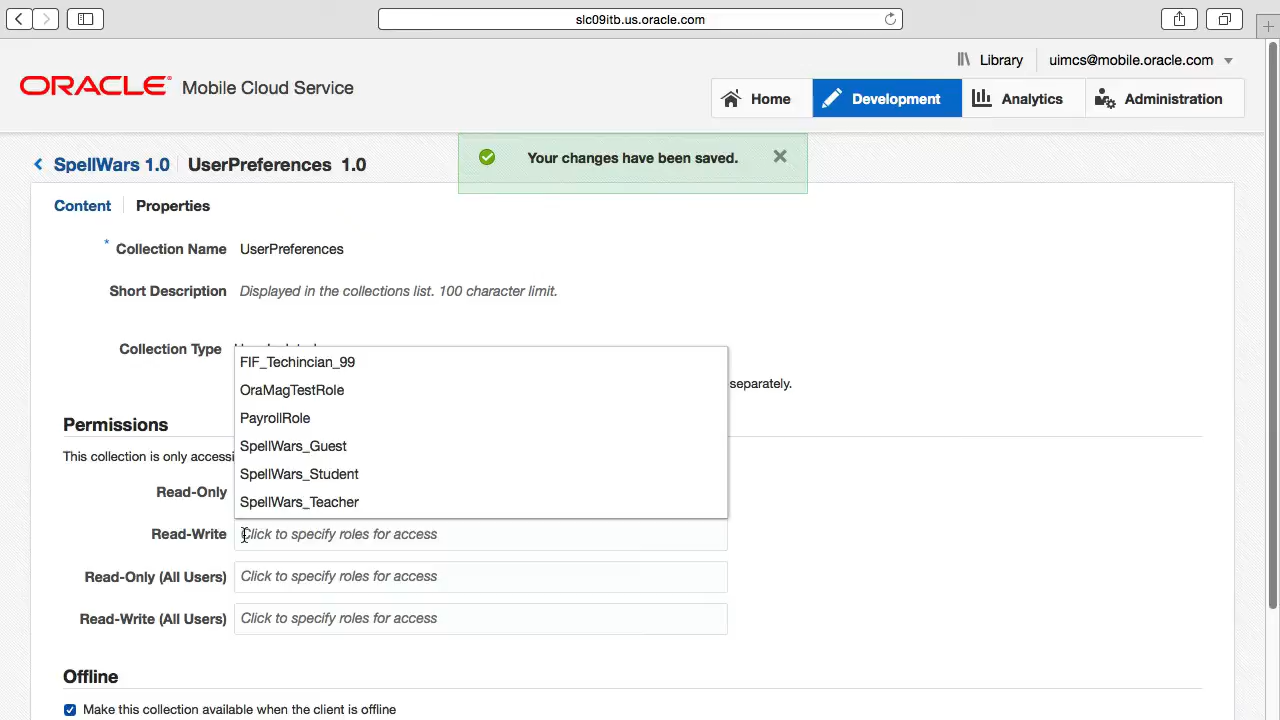 slc09itb.us.oracle.com
ORACLE Mobile Cloud Service
Library
uimcs@mobile.oracle.com
Home
Development
Analytics
Administration
SpellWars 1.0
UserPreferences 1.0
Your changes have been saved.
Content
Properties
* Collection Name UserPreferences
Short Description Displayed in the collections list. 100 character limit.
Collection Type
separately.
FIF_Techincian_99
OraMagTestRole
PayrollRole
SpellWars_Guest
SpellWars_Student
SpellWars_Teacher
Permissions
This collection is only accessi
Read-Only
Read-Write Click to specify roles for access
Read-Only (All Users) Click to specify roles for access
Read-Write (All Users) Click to specify roles for access
Offline
Make this collection available when the client is offline